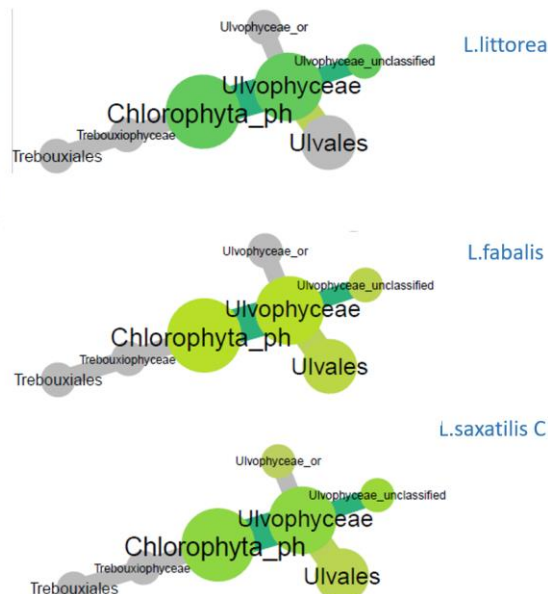 Ulvophyceae_or
L.littorea
Ulvophyceae_unclassified
Ulvophyceae
Chlorophyta_ph
Trebouxiophyceae
Ulvales
Trebouxiales
Ulvophyceae_or
L.fabalis
Ulvophyceae_unclassified
Ulvophyceae
Chlorophyta_ph
Trebouxiophyceae
Ulvales
Trebouxiales
L.saxatilis C
Ulvophyceae_or
Ulvophyceae_unclassified
Ulvophyceae
Chlorophyta_ph
Trebouxiophyceae
Ulvales
Trebouxiales